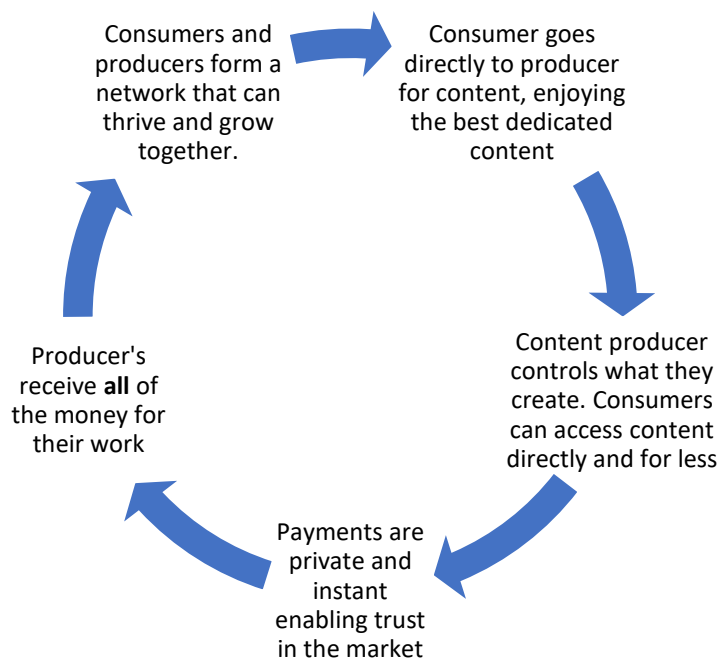 Consumers and
producers form a
network that can
thrive and grow
together.
Consumer goes
directly to producer
for content, enjoying
the best dedicated
content
Content producer
controls what they
create. Consumers
can access content
directly and for less
Payments are
private and
instant
enabling trust
in the market
Producer's
receive all of
the money for
their work